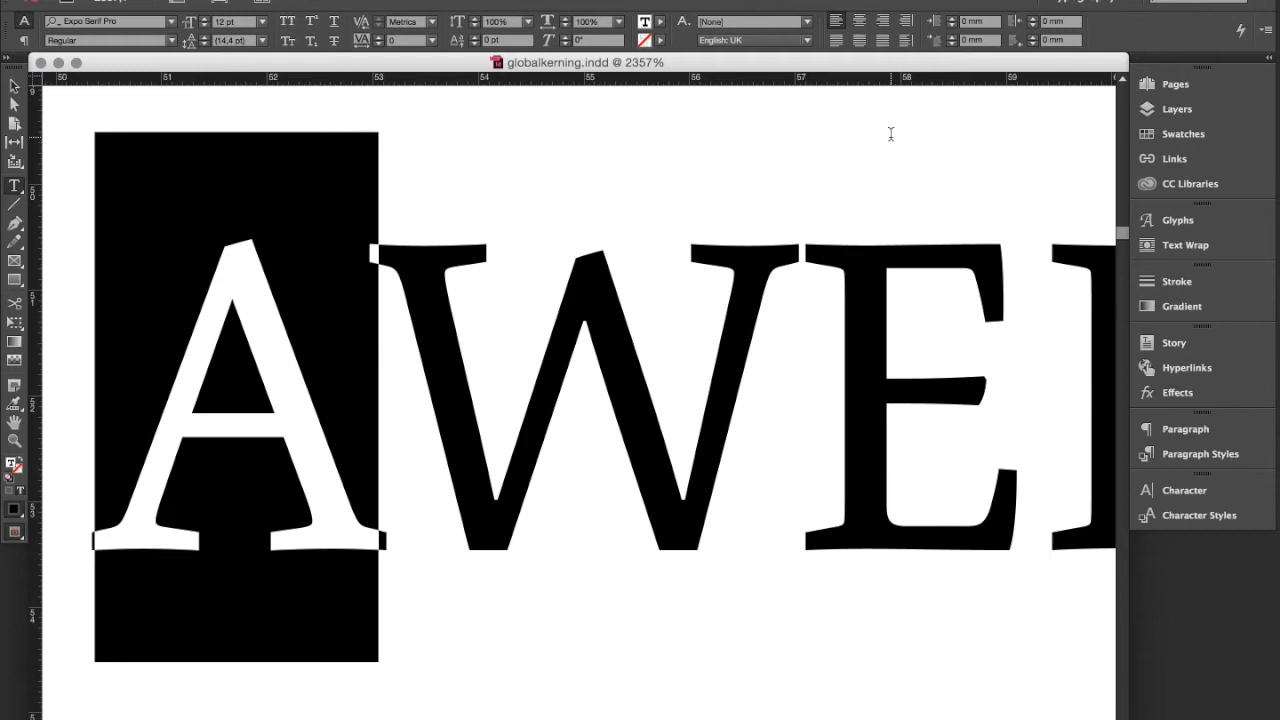 Expo Serif Pro 12 pt Metrics 100% 100% [None] 0 mm 0 mm
Regular (14,4 pt) 0 0 pt 0° English: UK 0 mm 0 mm
globalkerning.indd @ 2357%
50 51 52 53 54 55 56 57 58 59
AWE
Pages
Layers
Swatches
Links
CC Libraries
Glyphs
Text Wrap
Stroke
Gradient
Story
Hyperlinks
Effects
Paragraph
Paragraph Styles
Character
Character Styles